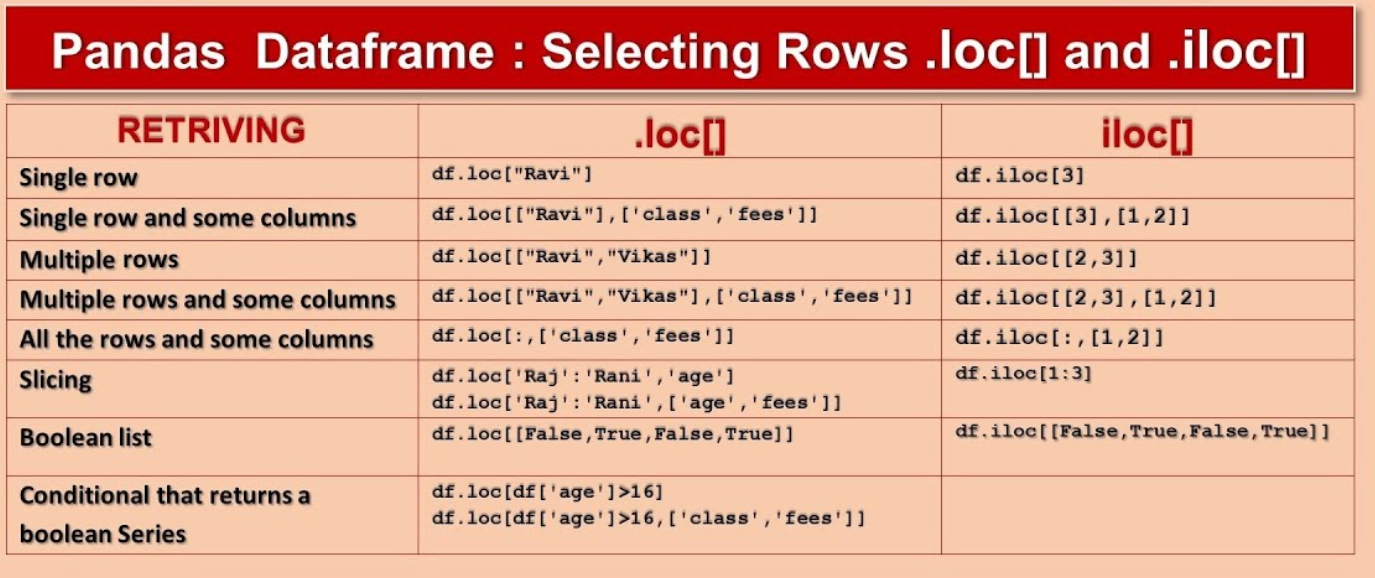 Pandas Dataframe : Selecting Rows .loc[] and .iloc[]
RETRIVING .loc[] iloc[]
Single row df.loc["Ravi"] df.iloc[3]
Single row and some columns df.loc[["Ravi"],['class','fees']] df.iloc[[3],[1,2]]
Multiple rows df.loc[["Ravi","Vikas"]] df.iloc[[2,3]]
Multiple rows and some columns df.loc[["Ravi","Vikas"],['class','fees']] df.iloc[[2,3],[1,2]]
All the rows and some columns df.loc[:,['class','fees']] df.iloc[:,[1,2]]
Slicing df.loc['Raj':'Rani','age'] df.iloc[1:3]
df.loc['Raj':'Rani',['age','fees']]
Boolean list df.loc[[False,True,False,True]] df.iloc[[False,True,False,True]]
Conditional that returns a df.loc[df['age']>16]
boolean Series df.loc[df['age']>16,['class','fees']]